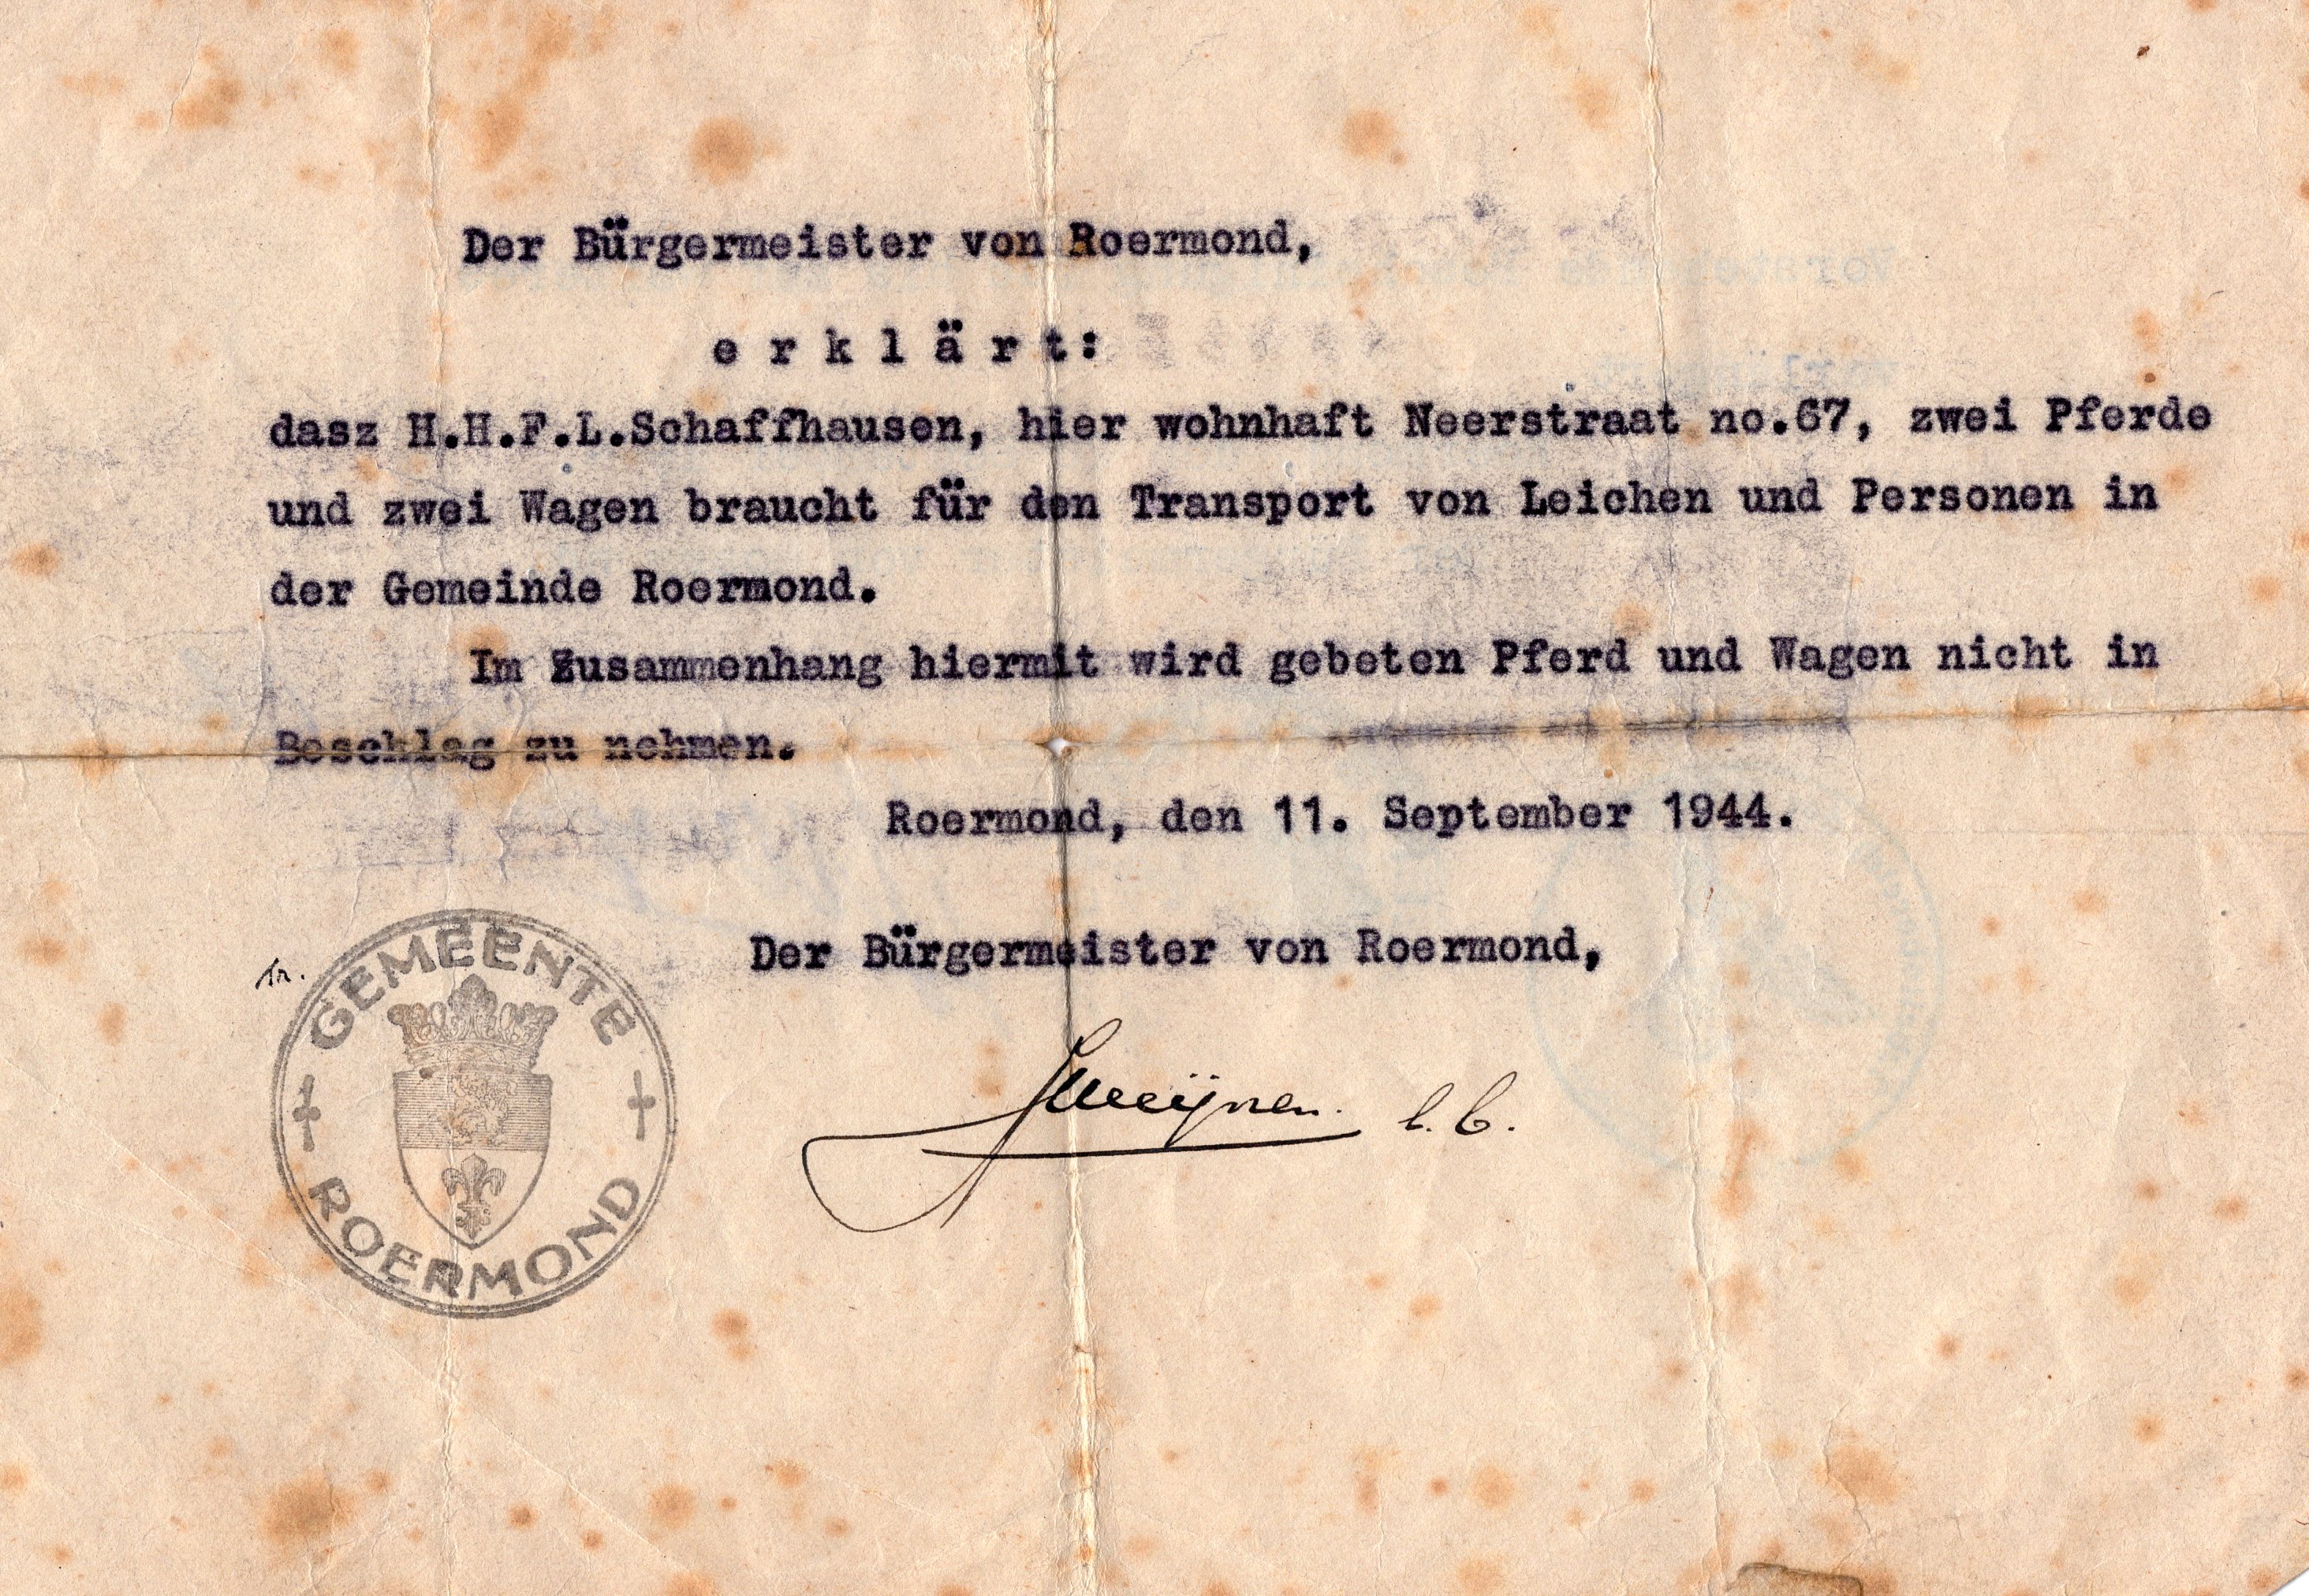 Der Bürgermeister von Roermond,
e r k l ä r t:
dasz H.H.F.L.Schaffhausen, hier wohnhaft Neerstraat no.67, zwei Pferde
und zwei Wagen braucht für den Transport von Leichen und Personen in
der Gemeinde Roermond.
Im Zusammenhang hiermit wird gebeten Pferd und Wagen nicht in
Beschlag zu nehmen.
Roermond, den 11. September 1944.
Der Bürgermeister von Roermond,
GEMEENTE
ROERMOND
l. b.